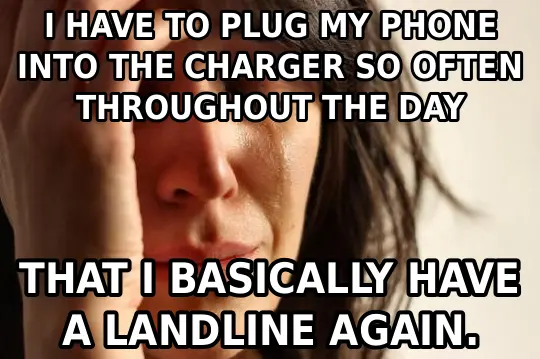 I HAVE TO PLUG MY PHONE
INTO THE CHARGER SO OFTEN
THROUGHOUT THE DAY
THAT I BASICALLY HAVE
A LANDLINE AGAIN.